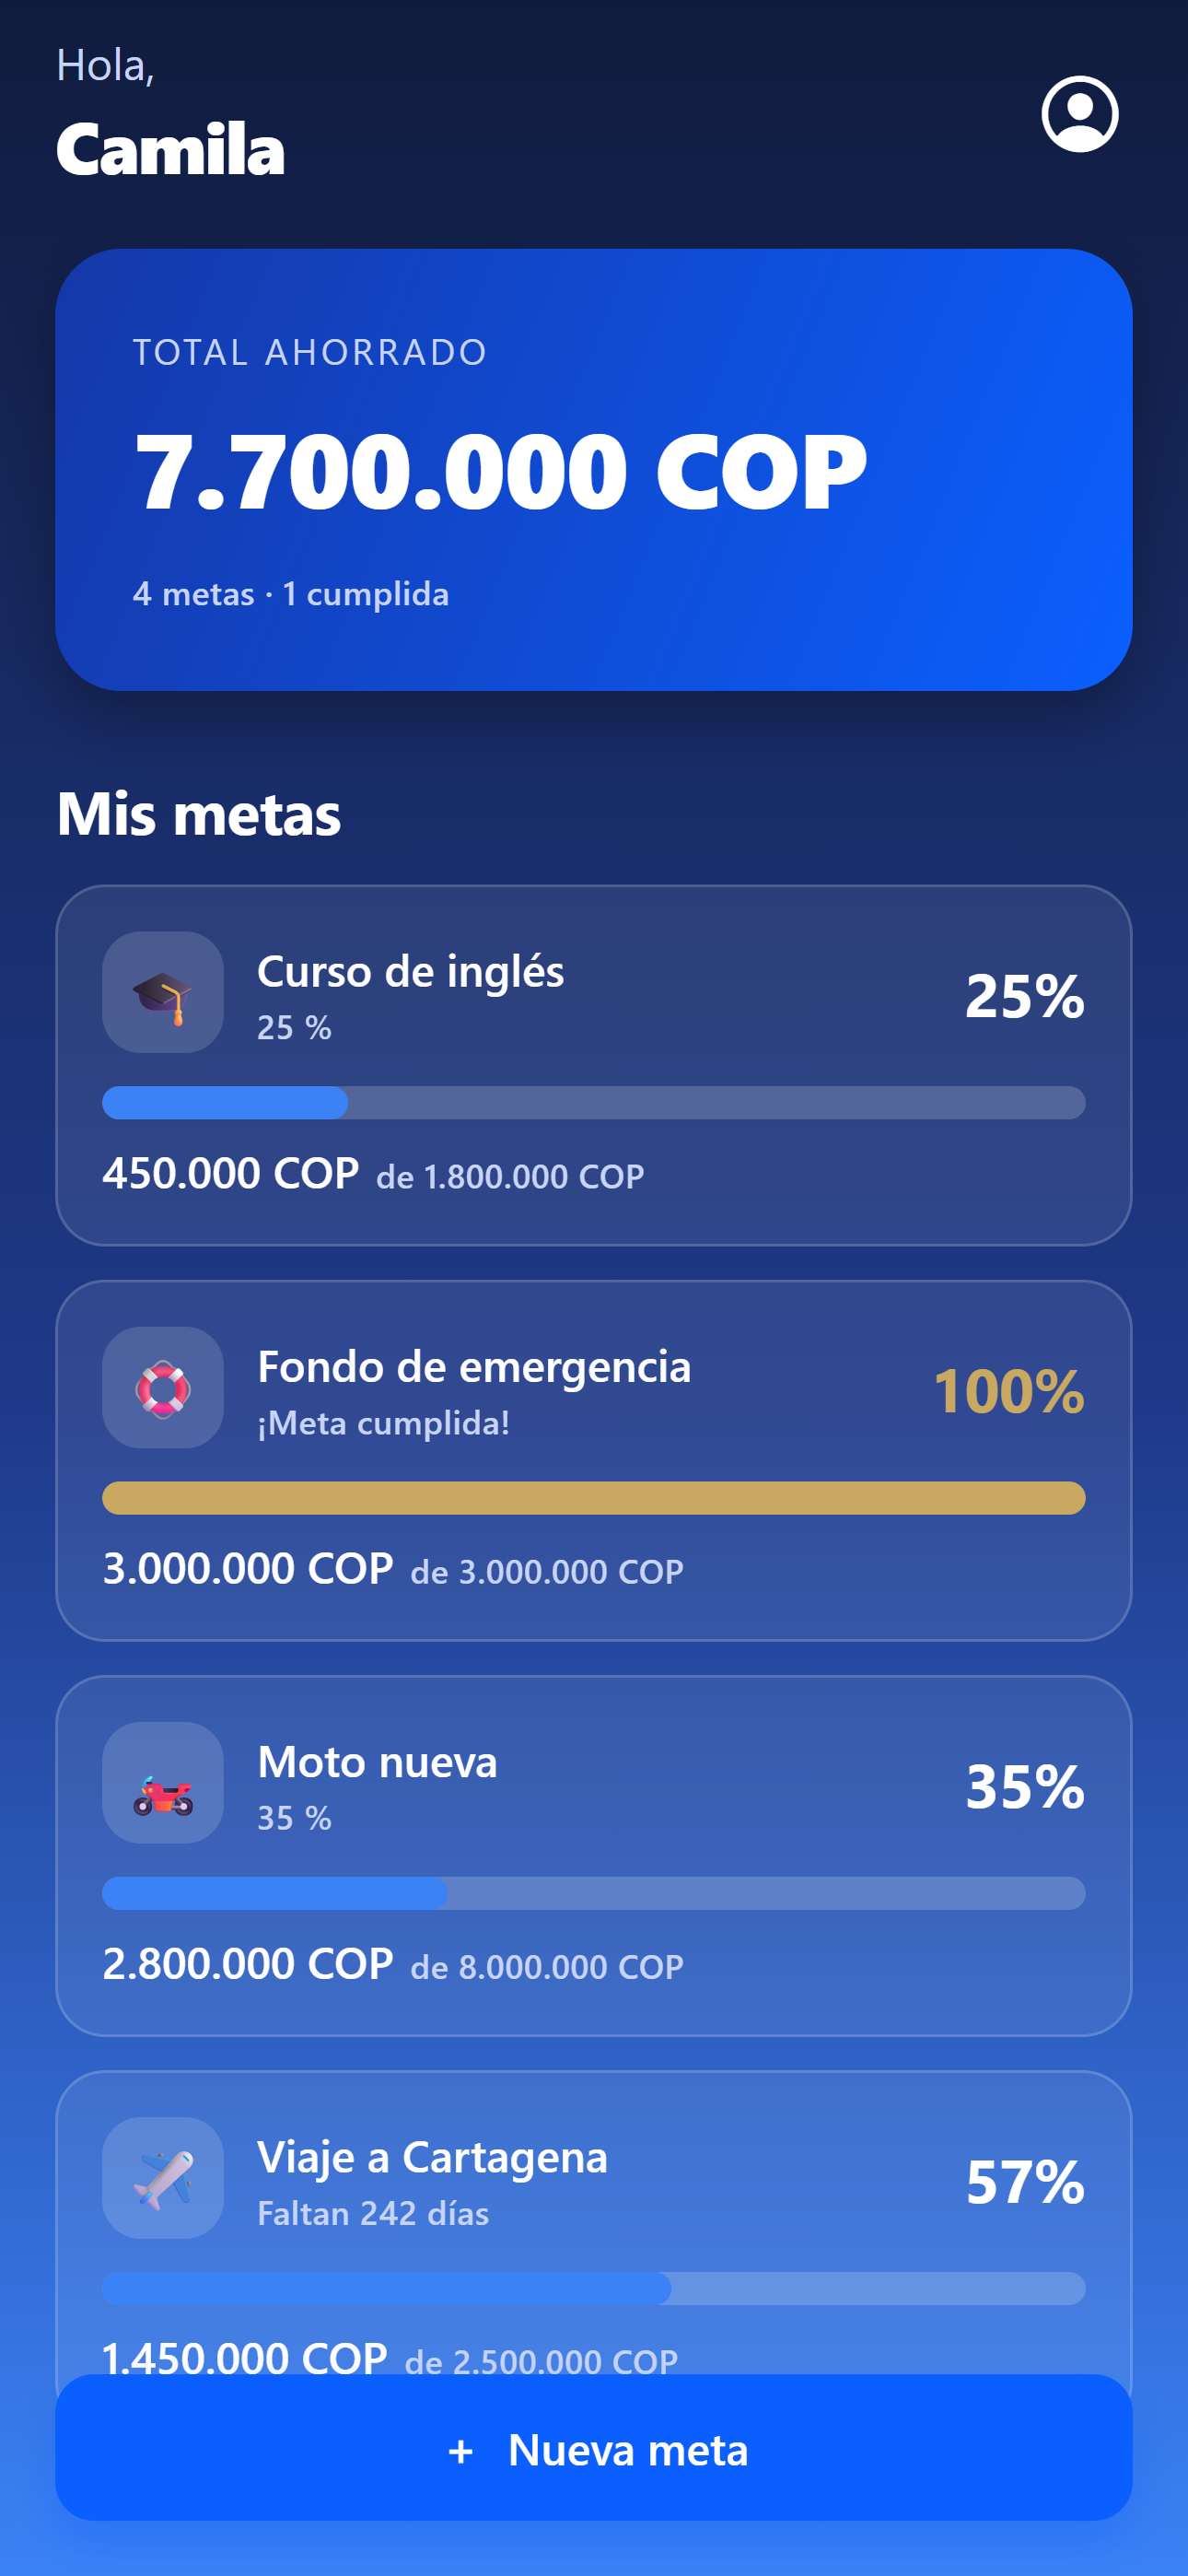 Hola,
Camila
TOTAL AHORRADO
7.700.000 COP
4 metas · 1 cumplida
Mis metas
Curso de inglés
25%
25 %
450.000 COP de 1.800.000 COP
Fondo de emergencia
100%
¡Meta cumplida!
3.000.000 COP de 3.000.000 COP
Moto nueva
35%
35 %
2.800.000 COP de 8.000.000 COP
Viaje a Cartagena
57%
Faltan 242 días
1.450.000 COP de 2.500.000 COP
+ Nueva meta